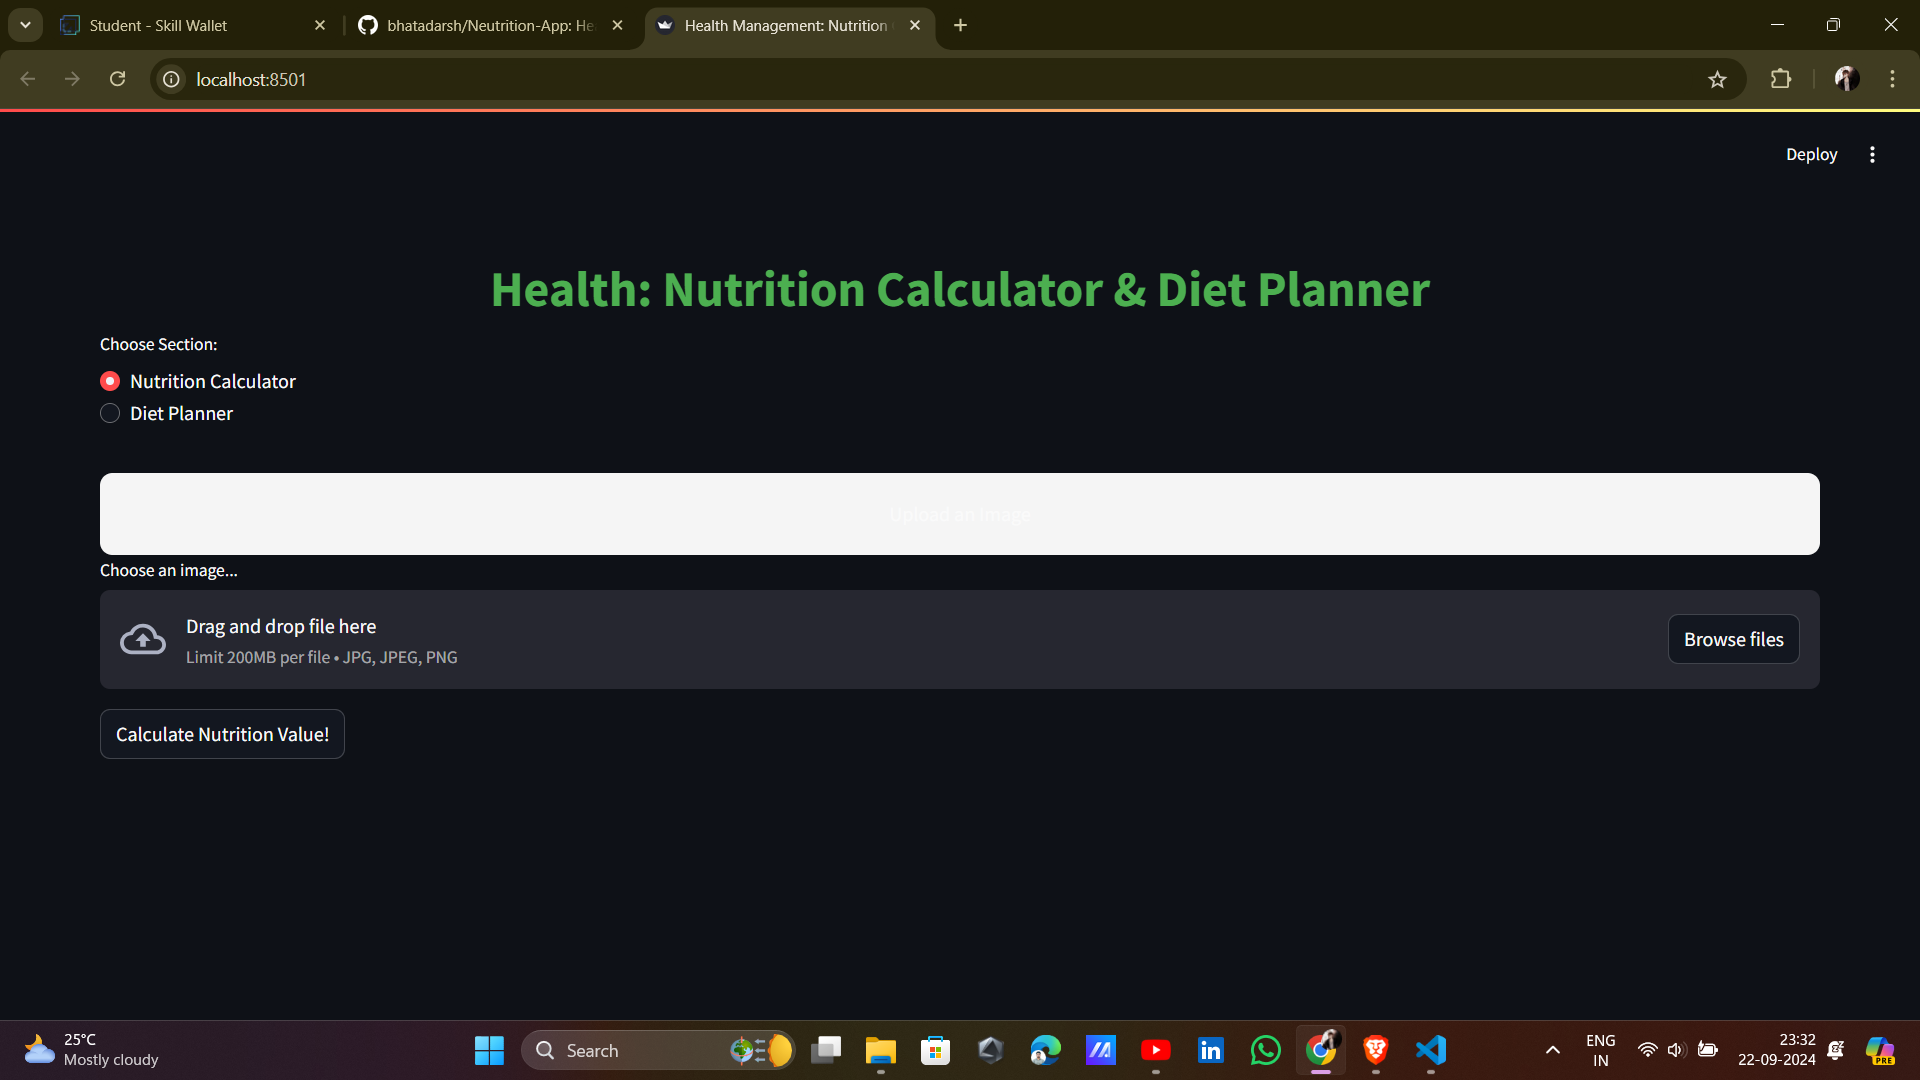 Student - Skill Wallet
bhatadarsh/Neutrition-App: He
Health Management: Nutrition
localhost:8501
Deploy
Health: Nutrition Calculator & Diet Planner
Choose Section:
Nutrition Calculator
Diet Planner
Upload an Image
Choose an image...
Drag and drop file here
Limit 200MB per file • JPG, JPEG, PNG
Browse files
Calculate Nutrition Value!
25°C
Mostly cloudy
Search
ENG
IN
23:32
22-09-2024
PRE